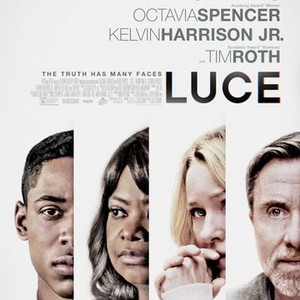 OCTAVIA SPENCER
KELVIN HARRISON JR.
TIM ROTH
THE TRUTH HAS MANY FACES
LUCE